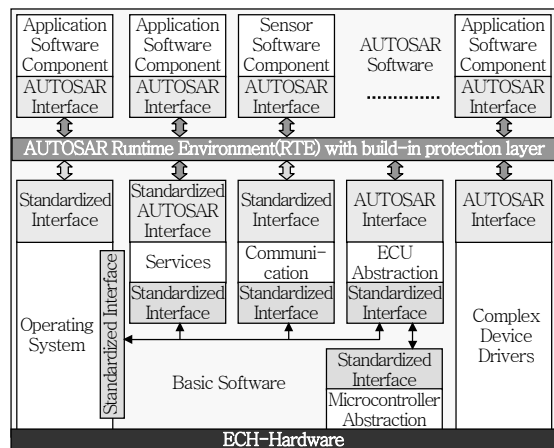 Application
Software
Component
AUTOSAR
Interface
Application
Software
Component
AUTOSAR
Interface
Sensor
Software
Component
AUTOSAR
Interface
AUTOSAR
Software
..............
Application
Software
Component
AUTOSAR
Interface
AUTOSAR Runtime Environment(RTE) with build-in protection layer
Standardized
Interface
Operating
System
Standardized Interface
Standardized
AUTOSAR
Interface
Services
Standardized
Interface
Standardized
Interface
Communi-
cation
Standardized
Interface
AUTOSAR
Interface
ECU
Abstraction
Standardized
Interface
AUTOSAR
Interface
Complex
Device
Drivers
Basic Software
Standardized
Interface
Microcontroller
Abstraction
ECH-Hardware